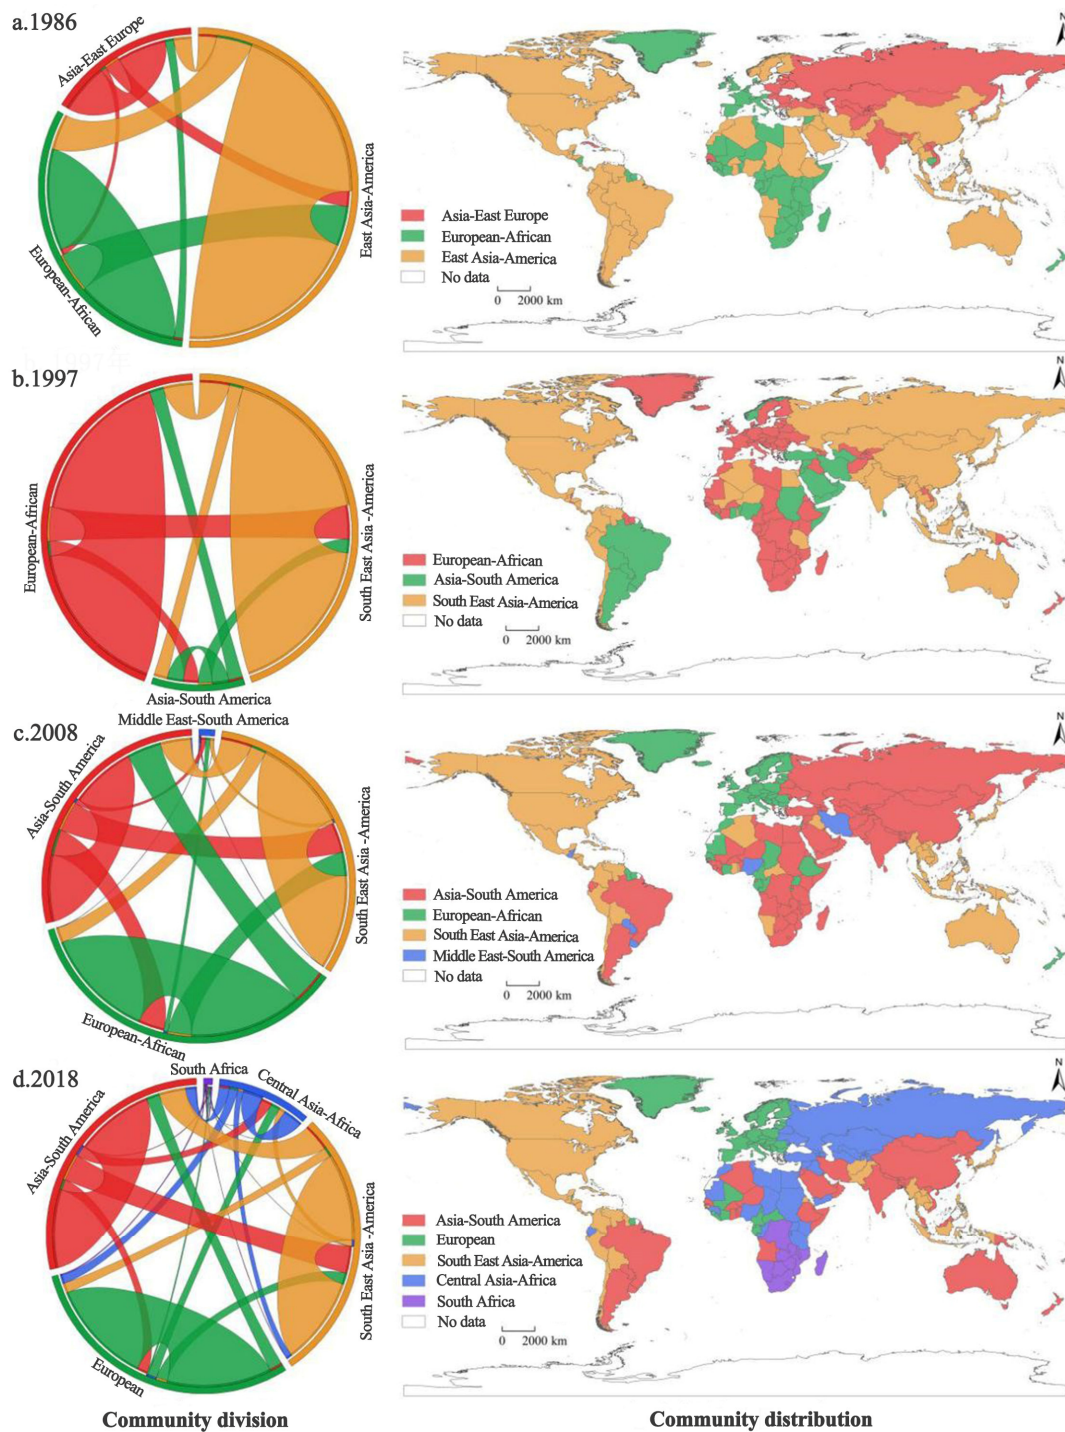 a.1986
Asia-East Europe
East Asia-America
European-African
N
Asia-East Europe
European-African
East Asia-America
No data
0 2000 km
b.1997
European-African
South East Asia -America
Asia-South America
N
European-African
Asia-South America
South East Asia-America
No data
0 2000 km
c.2008
Middle East-South America
Asia-South America
South East Asia -America
European-African
N
Asia-South America
European-African
South East Asia-America
Middle East-South America
No data
0 2000 km
d.2018
South Africa
Central Asia-Africa
Asia-South America
South East Asia -America
European
N
Asia-South America
European
South East Asia-America
Central Asia-Africa
South Africa
No data
0 2000 km
Community division
Community distribution